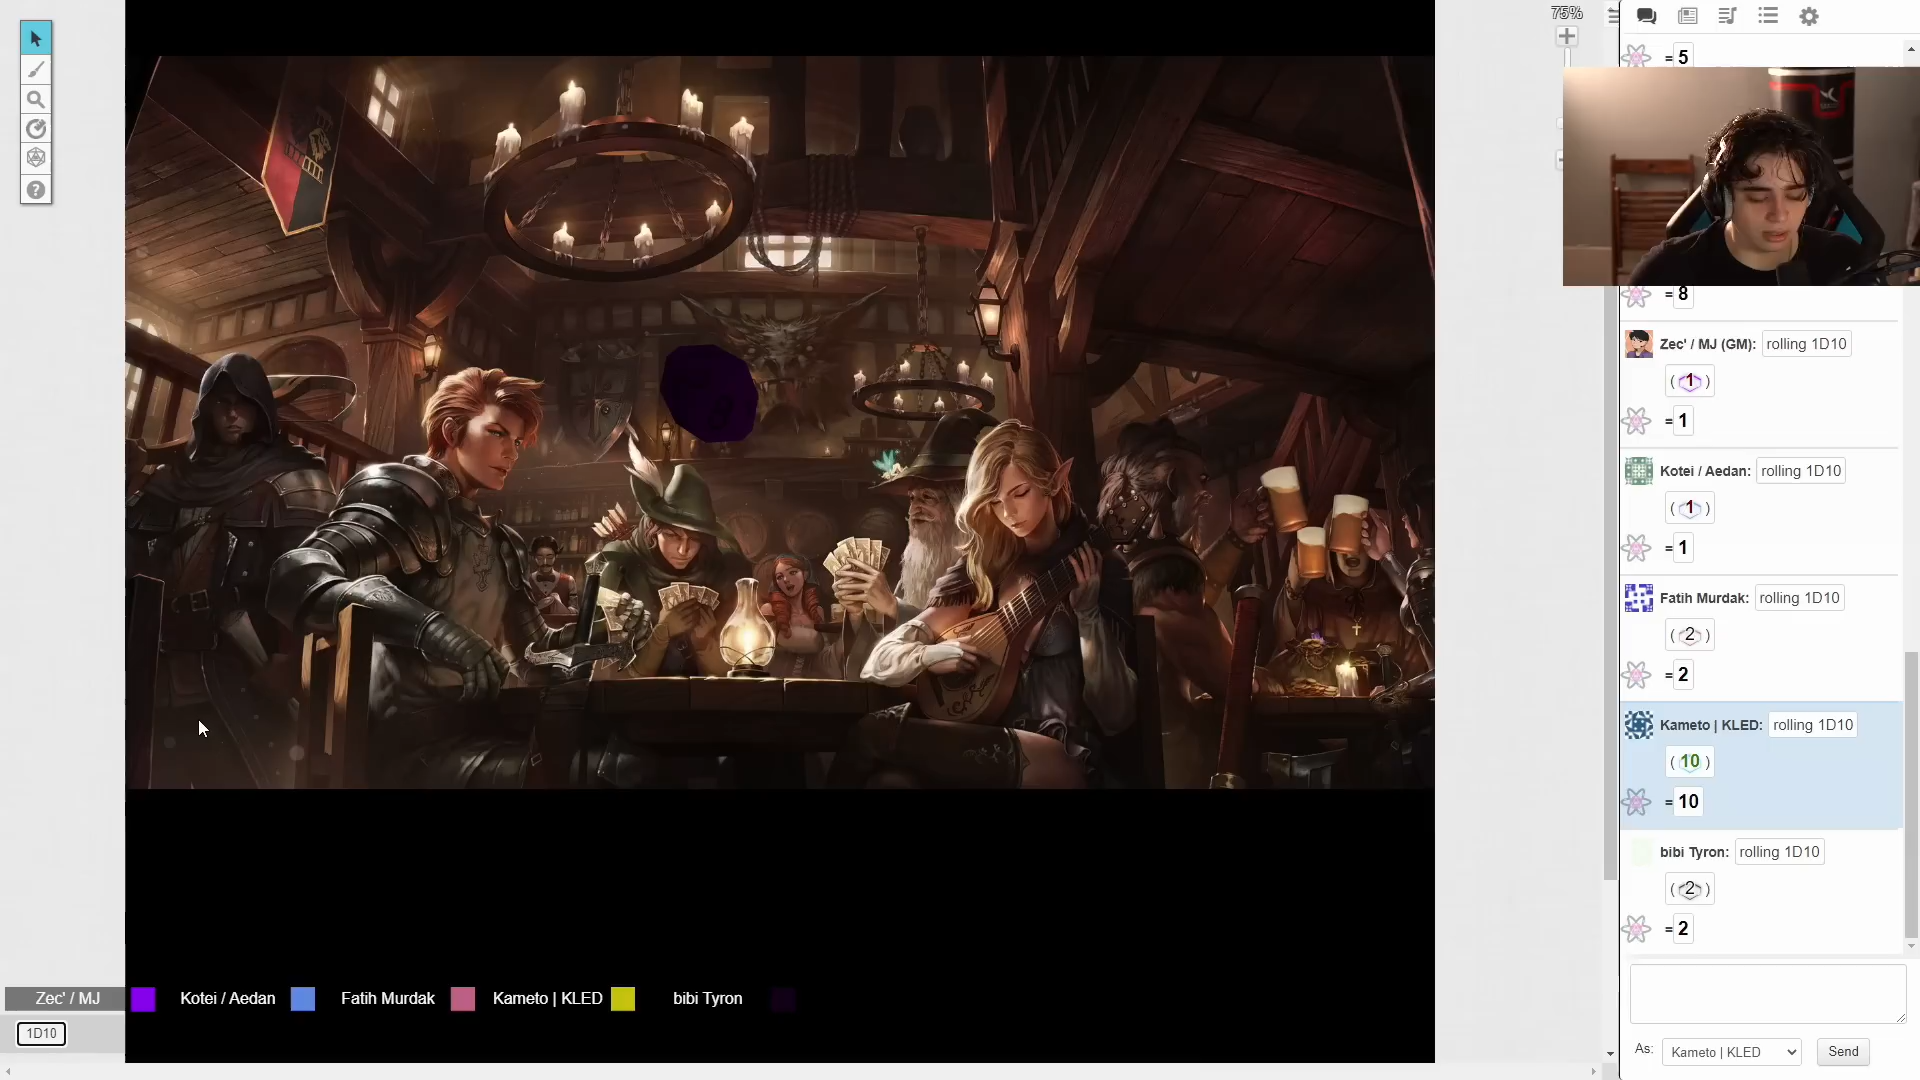 75%
= 5
= 8
Zec' / MJ (GM): rolling 1D10
( 1 )
= 1
Kotei / Aedan: rolling 1D10
( 1 )
= 1
Fatih Murdak: rolling 1D10
( 2 )
= 2
Kameto | KLED: rolling 1D10
( 10 )
= 10
bibi Tyron: rolling 1D10
( 2 )
= 2
Zec' / MJ Kotei / Aedan Fatih Murdak Kameto | KLED bibi Tyron
1D10
As: Kameto | KLED Send